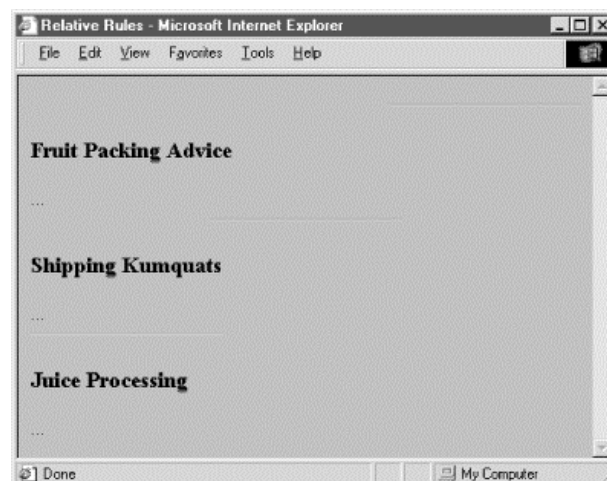 Relative Rules - Microsoft Internet Explorer
File Edit View Favorites Tools Help
Fruit Packing Advice
...
Shipping Kumquats
...
Juice Processing
...
Done My Computer